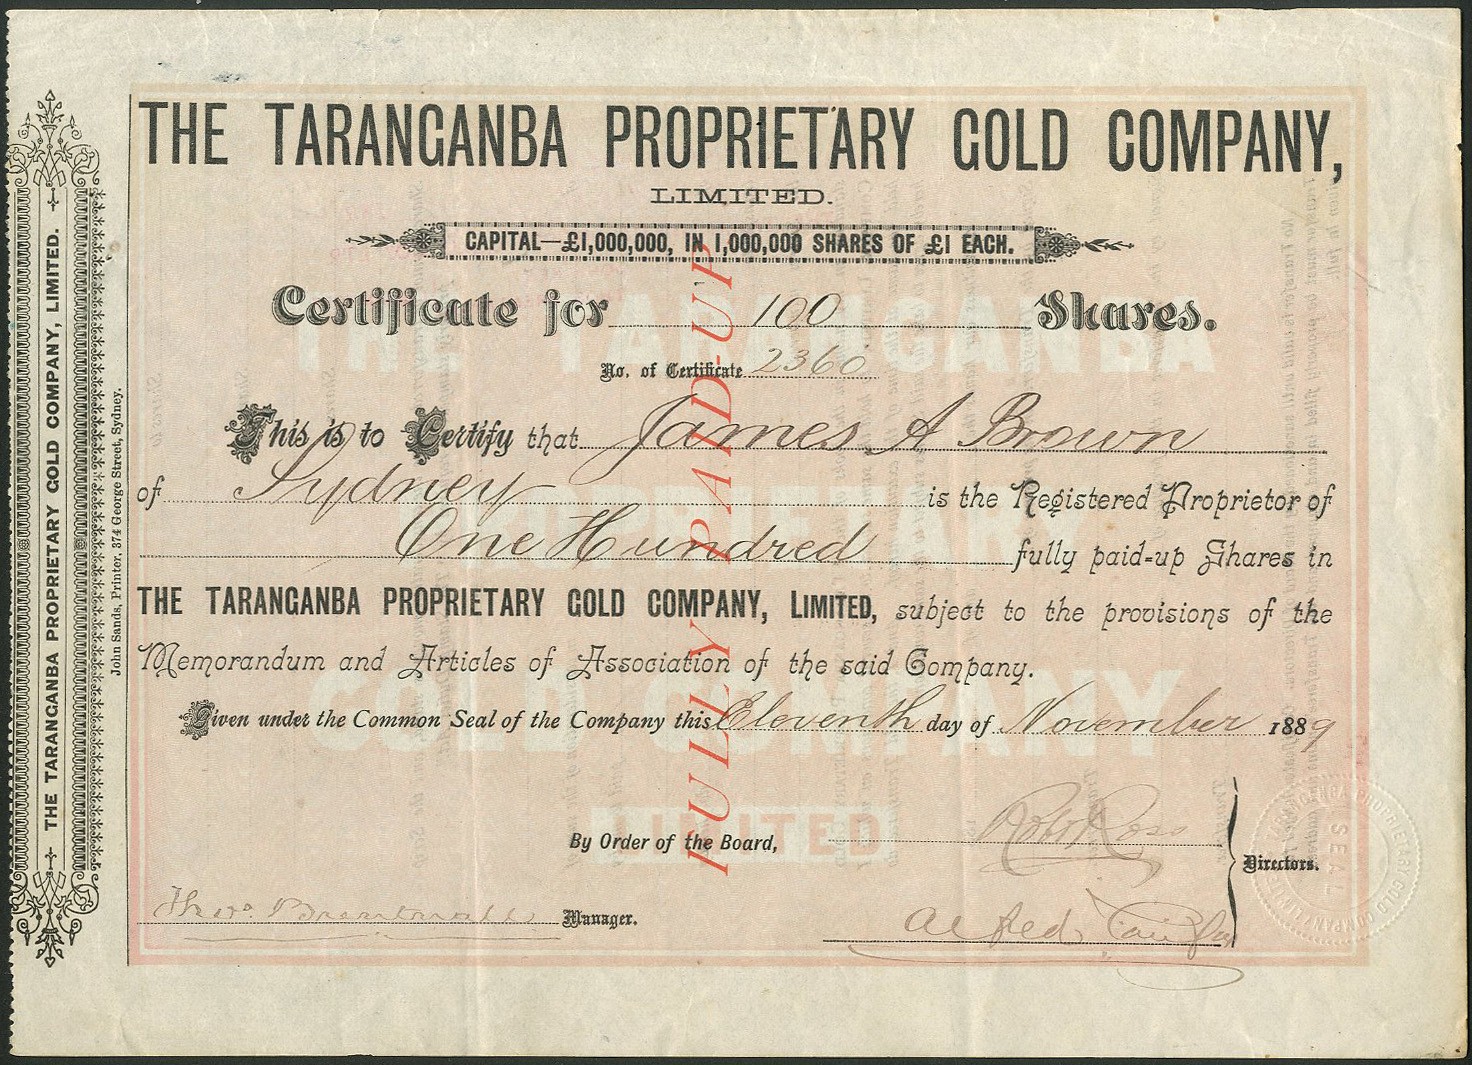 THE TARANGANBA PROPRIETARY GOLD COMPANY,
LIMITED.
CAPITAL—£1,000,000, IN 1,000,000 SHARES OF £1 EACH.
Certificate for 100 Shares.
No. of Certificate 2360
This is to Certify that James A Brown
of Sydney is the Registered Proprietor of
One Hundred fully paid-up Shares in
THE TARANGANBA PROPRIETARY GOLD COMPANY, LIMITED, subject to the provisions of the
Memorandum and Articles of Association of the said Company.
Given under the Common Seal of the Company this Eleventh day of November 1889
By Order of the Board,
Robt Ross
Directors.
Manager.
Alfred
FULLY PAID-UP
THE TARANGANBA PROPRIETARY GOLD COMPANY, LIMITED.
John Sands, Printer, 374 George Street, Sydney.
THE TARANGANBA
PROPRIETARY
GOLD COMPANY
LIMITED
SEAL